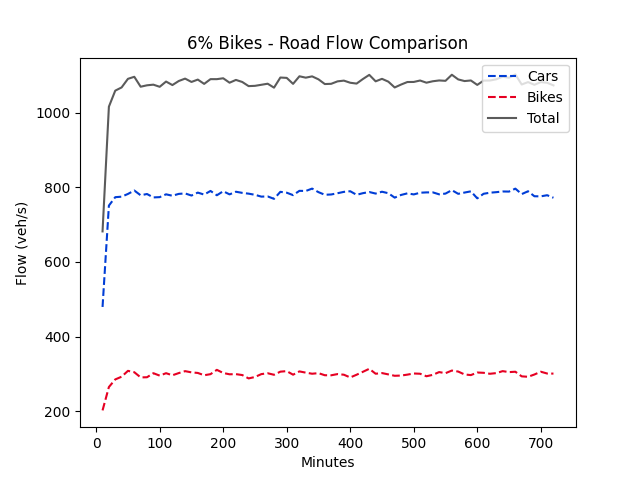 6% Bikes - Road Flow Comparison
Cars
Bikes
Total
Flow (veh/s)
1000
800
600
400
200
0 100 200 300 400 500 600 700
Minutes